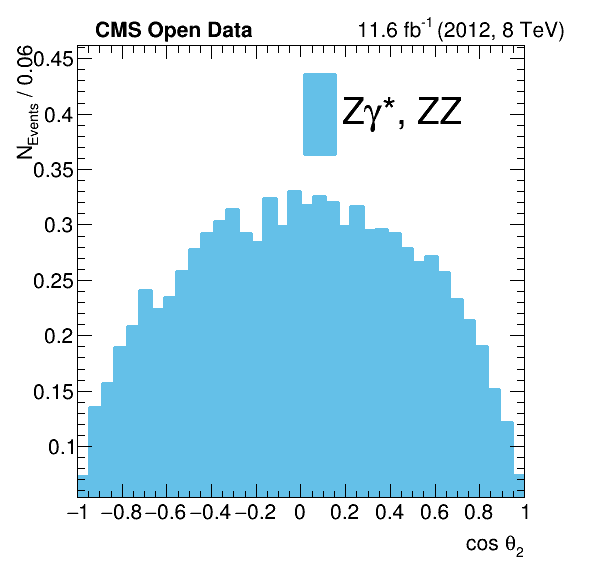 CMS Open Data 11.6 fb⁻¹ (2012, 8 TeV)
N_Events / 0.06
Zγ*, ZZ
0.45
0.4
0.35
0.3
0.25
0.2
0.15
0.1
−1 −0.8 −0.6 −0.4 −0.2 0 0.2 0.4 0.6 0.8 1
cos θ₂